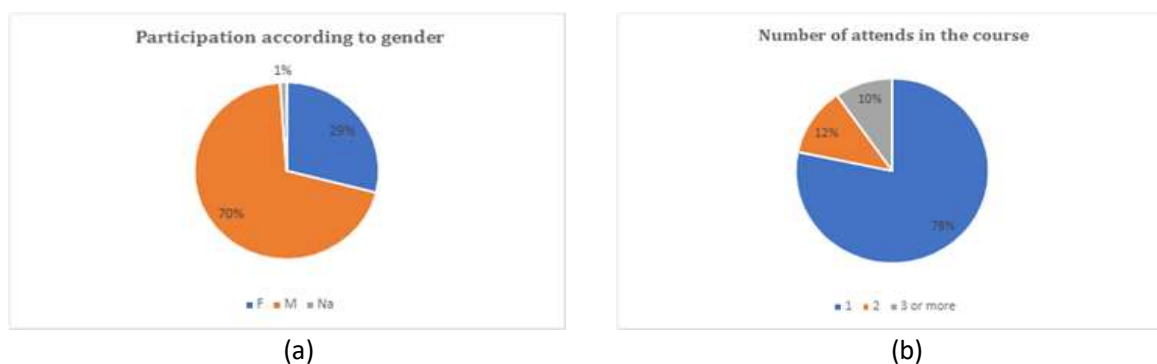 Participation according to gender
1%
29%
70%
F M Na
(a)
Number of attends in the course
10%
12%
78%
1 2 3 or more
(b)